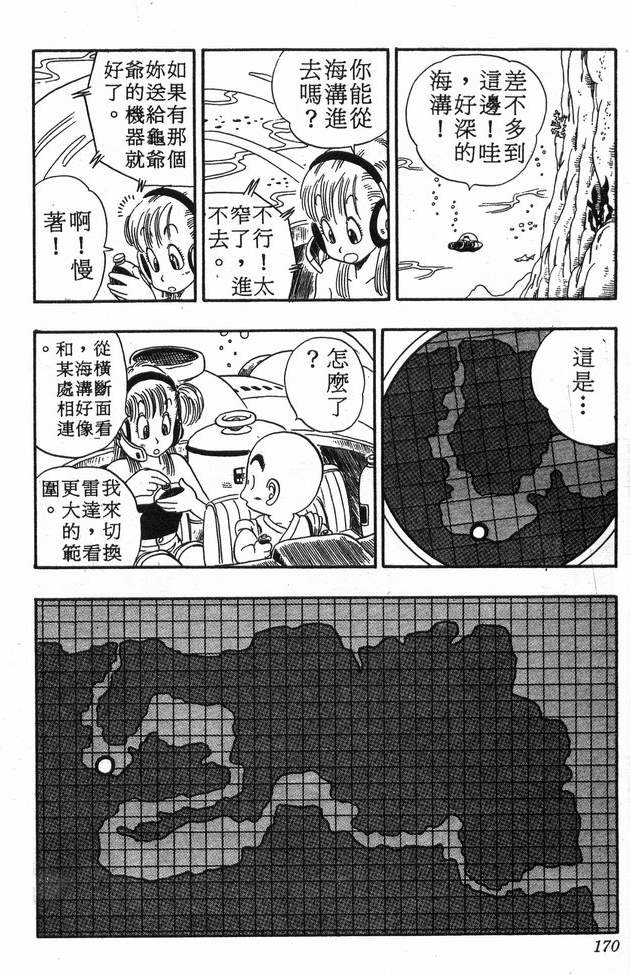 差不多到
這邊！哇
，好深的
海溝！
你能從
海溝進
去嗎？
不行！太
窄了，進
不去。
如果有那個
妳送給龜爺
爺的機器就
好了。
啊！慢
著！
這是…
怎麼了
？
從橫斷面看
，海溝好像
和某處相連
。
我來切換
雷達，看
更大的範
圍。
170